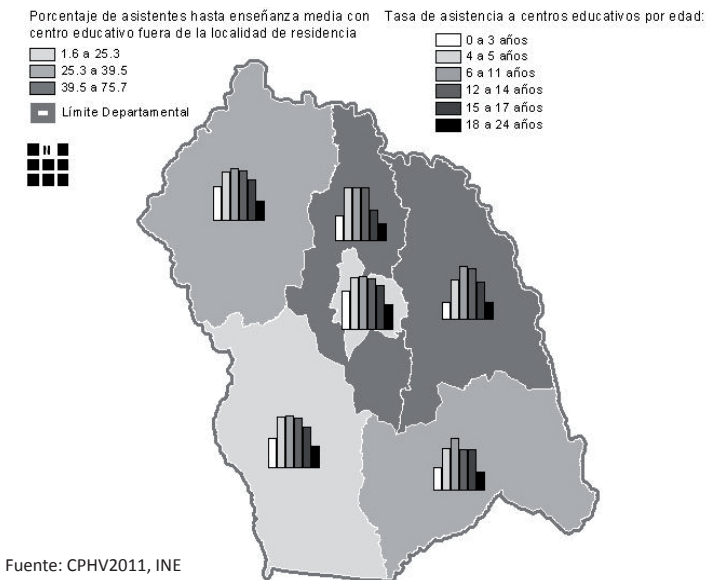 Porcentaje de asistentes hasta enseñanza media con
centro educativo fuera de la localidad de residencia
1.6 a 25.3
25.3 a 39.5
39.5 a 75.7
Límite Departamental
N
Tasa de asistencia a centros educativos por edad:
0 a 3 años
4 a 5 años
6 a 11 años
12 a 14 años
15 a 17 años
18 a 24 años
Fuente: CPHV2011, INE